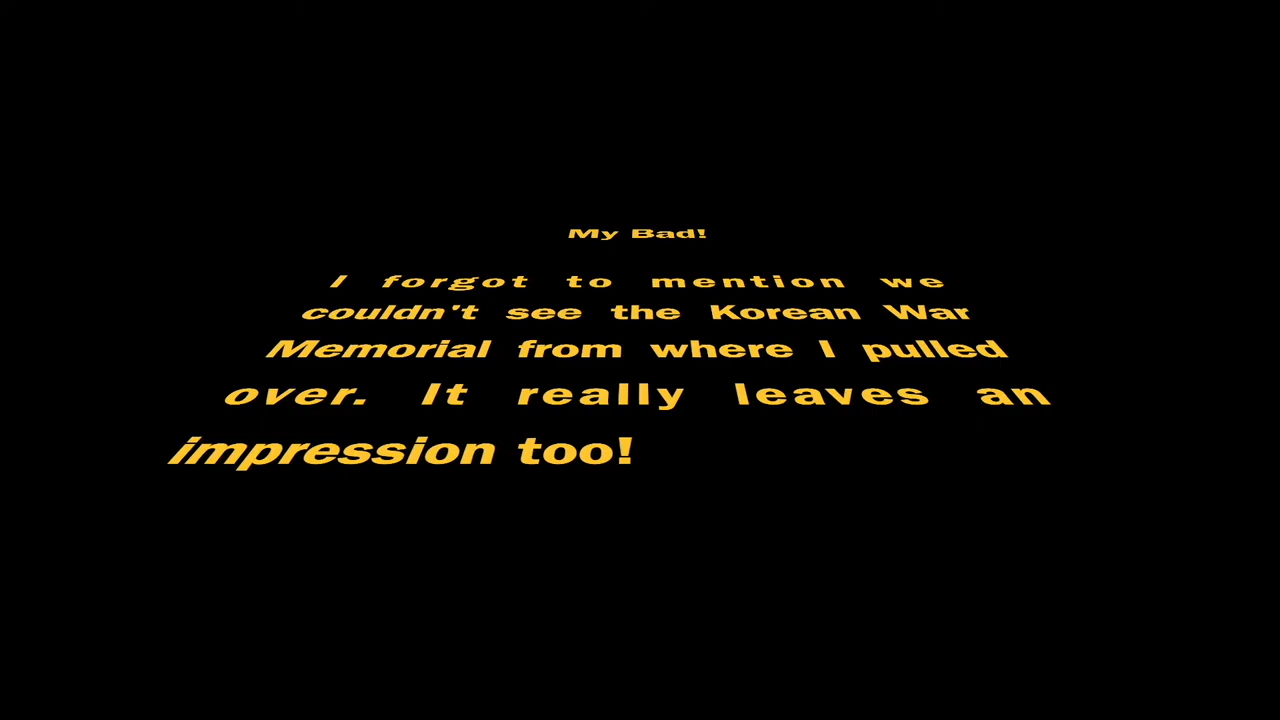 My Bad!
I forgot to mention we
couldn't see the Korean War
Memorial from where I pulled
over. It really leaves an
impression too!